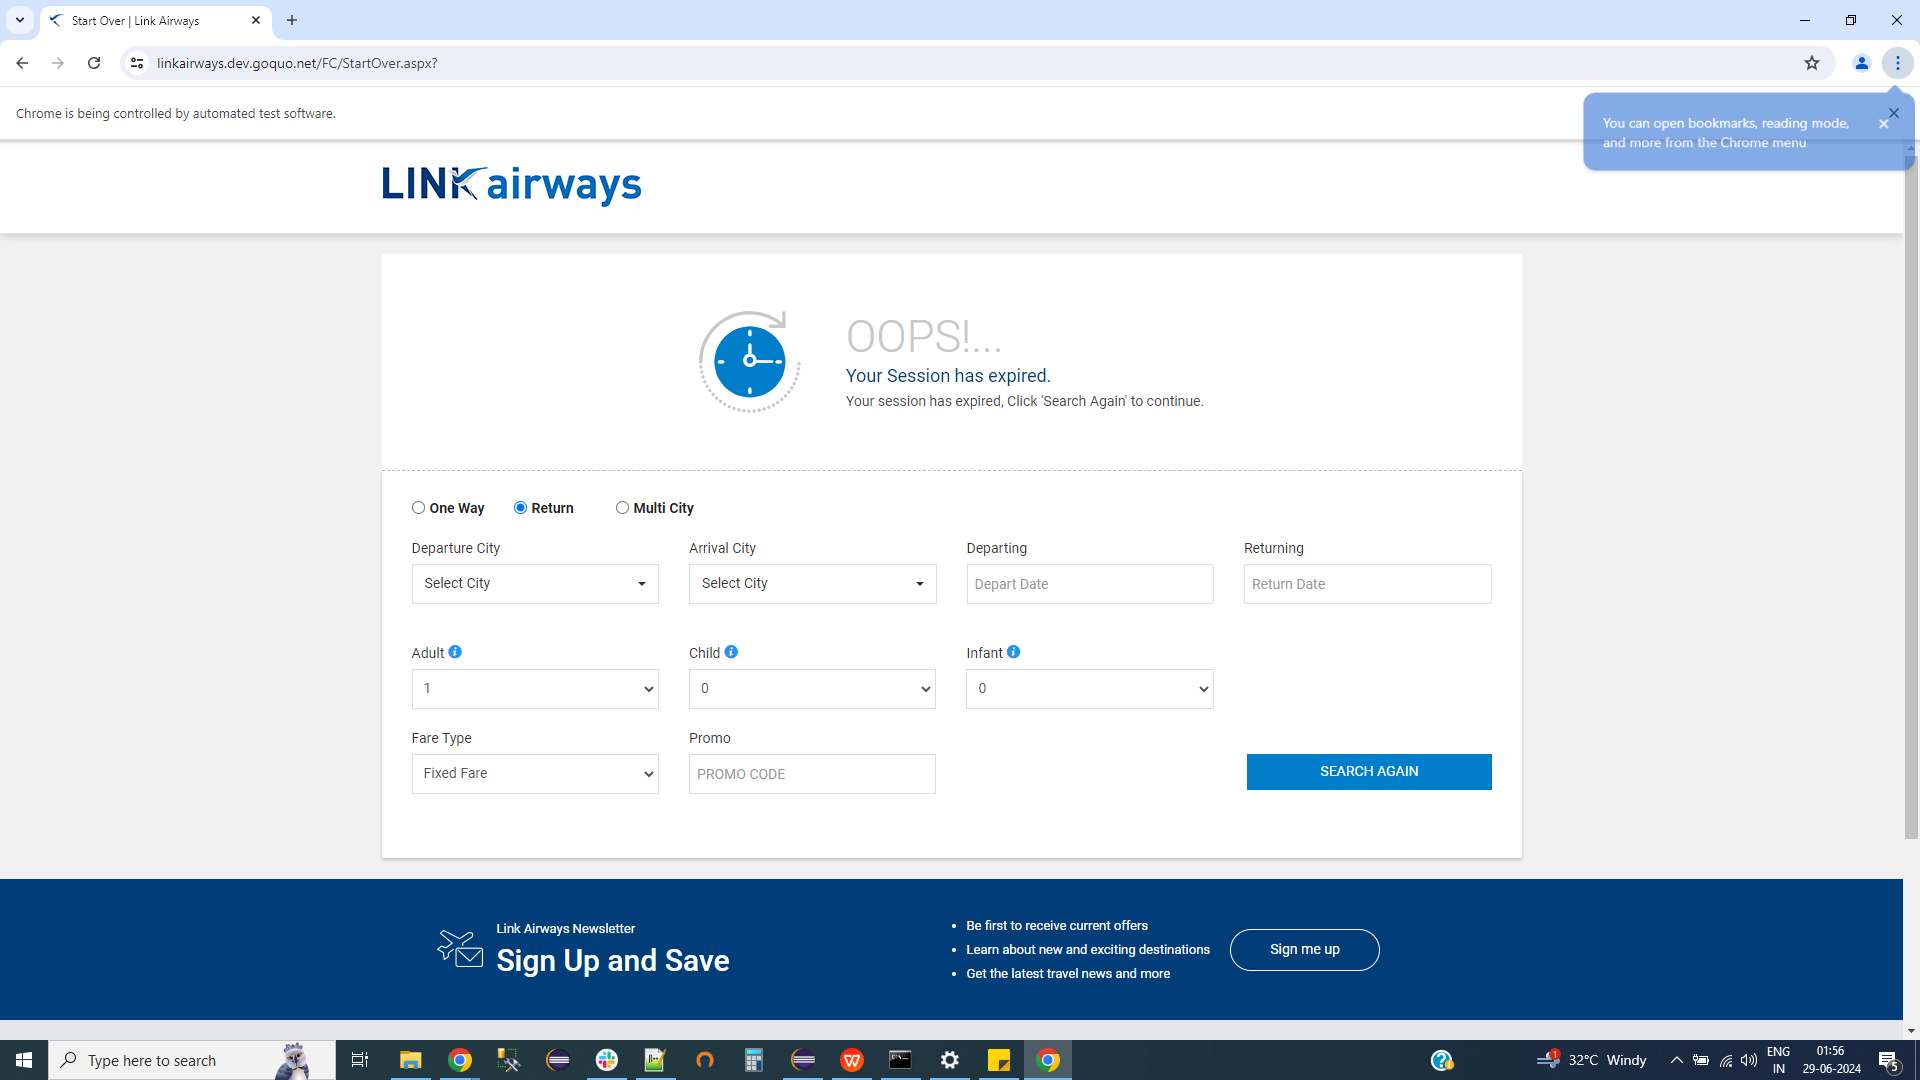 Start Over | Link Airways
linkairways.dev.goquo.net/FC/StartOver.aspx?
Chrome is being controlled by automated test software.
You can open bookmarks, reading mode,
and more from the Chrome menu
LINK airways
OOPS!...
Your Session has expired.
Your session has expired, Click 'Search Again' to continue.
One Way Return Multi City
Departure City Arrival City Departing Returning
Select City Select City Depart Date Return Date
Adult Child Infant
1 0 0
Fare Type Promo
Fixed Fare PROMO CODE SEARCH AGAIN
Link Airways Newsletter
Sign Up and Save
• Be first to receive current offers
• Learn about new and exciting destinations
• Get the latest travel news and more
Sign me up
Type here to search
1
32°C Windy
ENG
IN
01:56
29-06-2024
5